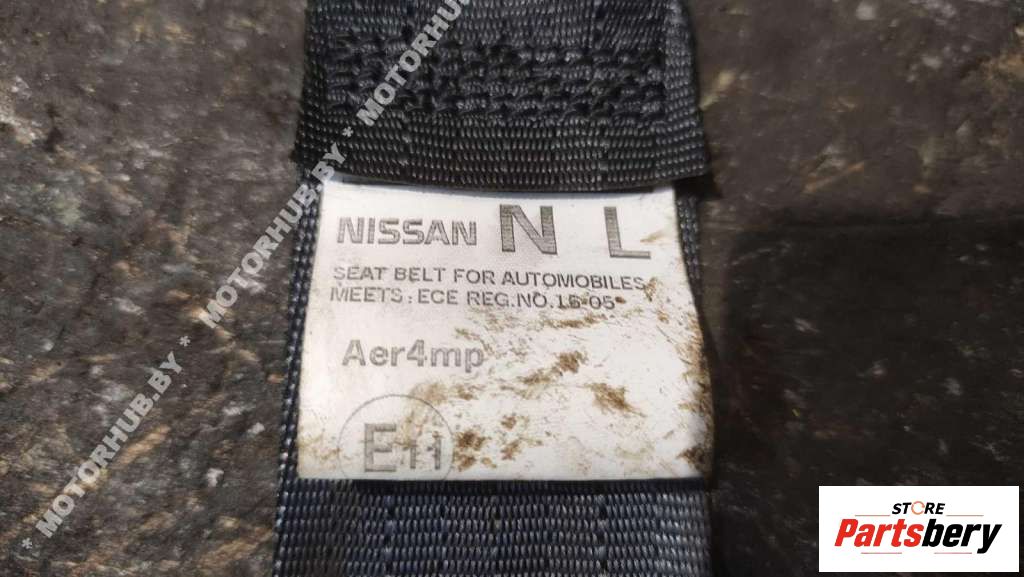 * MOTORHUB.BY * MOTORHUB.BY * MOTORHUB.BY
NISSAN N L
SEAT BELT FOR AUTOMOBILES
MEETS: ECE REG.NO.16-05
Aer4mp
E11
STORE
Partsbery